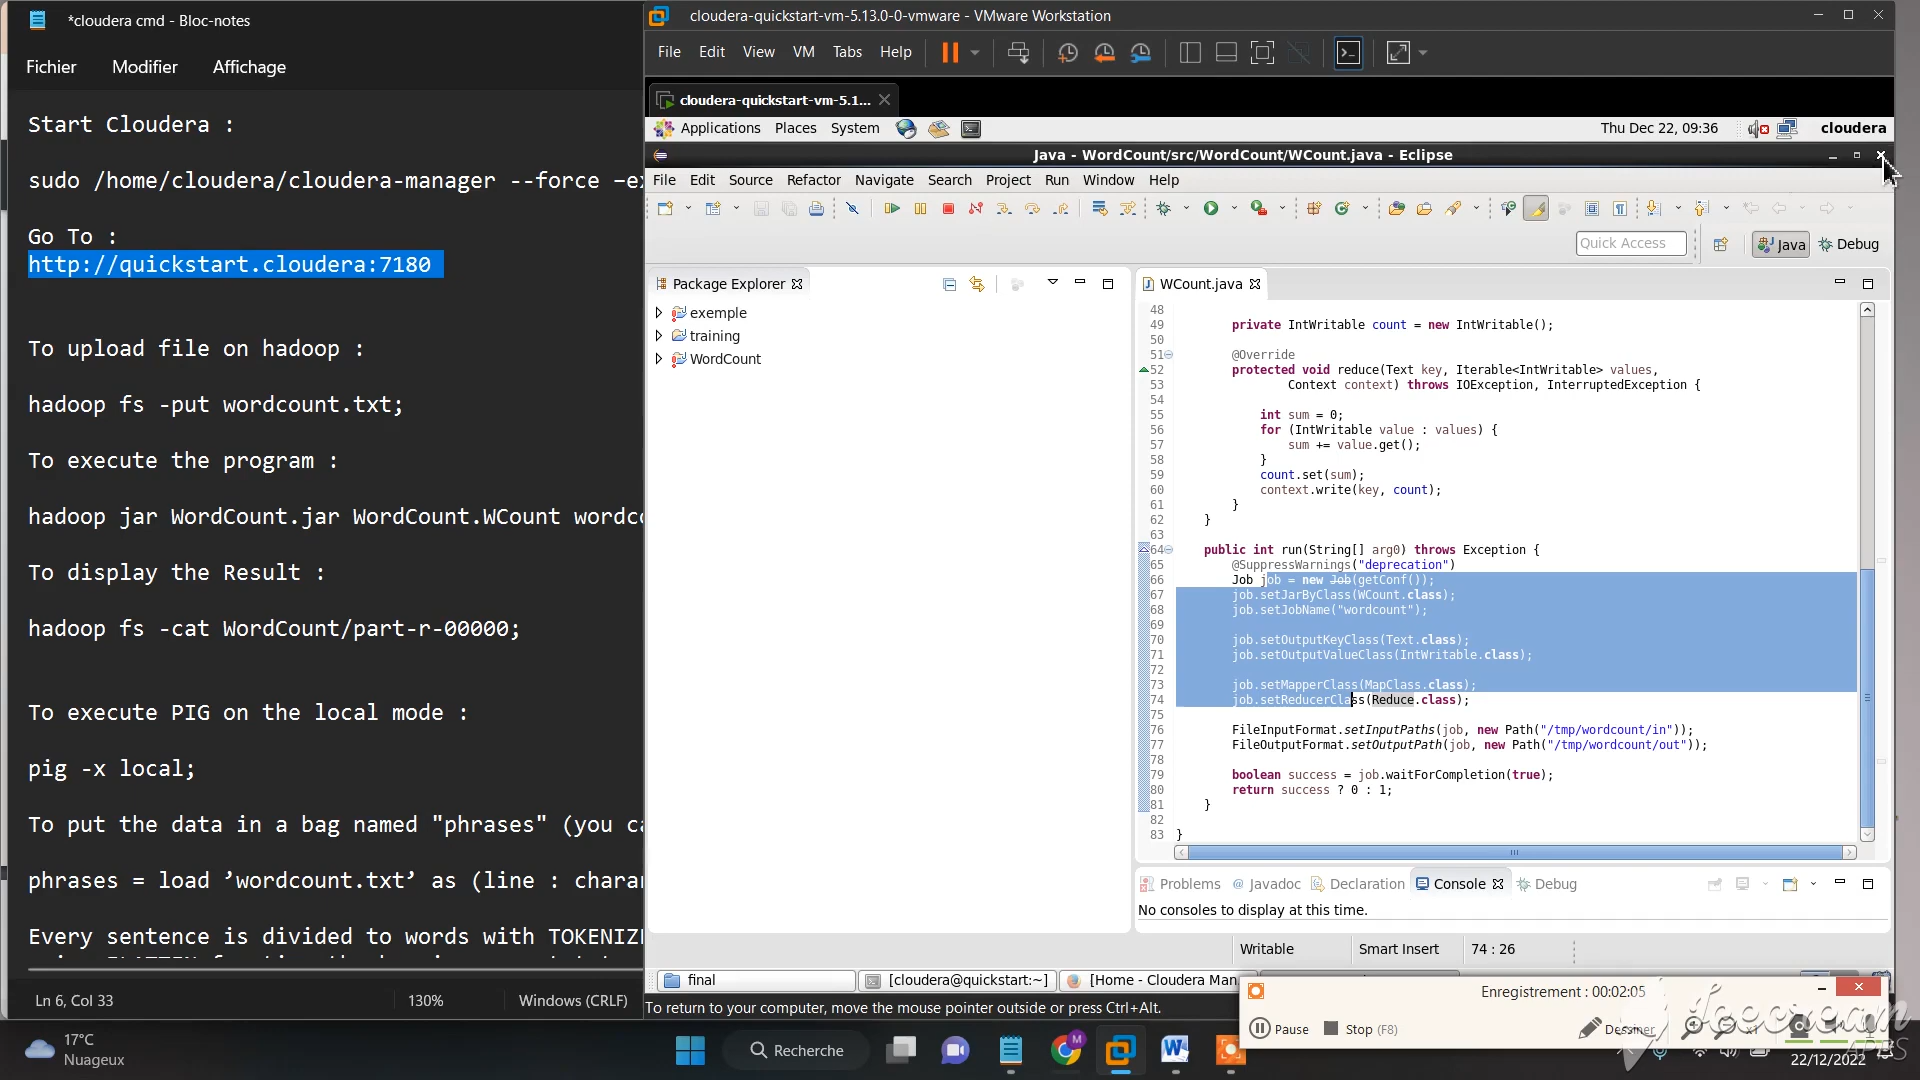 *cloudera cmd - Bloc-notes
Fichier Modifier Affichage
Start Cloudera :
sudo /home/cloudera/cloudera-manager --force -ex
Go To :
http://quickstart.cloudera:7180
To upload file on hadoop :
hadoop fs -put wordcount.txt;
To execute the program :
hadoop jar WordCount.jar WordCount.WCount wordco
To display the Result :
hadoop fs -cat WordCount/part-r-00000;
To execute PIG on the local mode :
pig -x local;
To put the data in a bag named "phrases" (you ca
phrases = load ’wordcount.txt’ as (line : charar
Every sentence is divided to words with TOKENIZE
Ln 6, Col 33 130% Windows (CRLF)
cloudera-quickstart-vm-5.13.0-0-vmware - VMware Workstation
File Edit View VM Tabs Help
cloudera-quickstart-vm-5.1...
Applications Places System Thu Dec 22, 09:36 cloudera
Java - WordCount/src/WordCount/WCount.java - Eclipse
File Edit Source Refactor Navigate Search Project Run Window Help
Quick Access Java Debug
Package Explorer
exemple
training
WordCount
WCount.java
48
49 private IntWritable count = new IntWritable();
50
51 @Override
52 protected void reduce(Text key, Iterable<IntWritable> values,
53 Context context) throws IOException, InterruptedException {
54
55 int sum = 0;
56 for (IntWritable value : values) {
57 sum += value.get();
58 }
59 count.set(sum);
60 context.write(key, count);
61 }
62 }
63
64 public int run(String[] arg0) throws Exception {
65 @SuppressWarnings("deprecation")
66 Job job = new Job(getConf());
67 job.setJarByClass(WCount.class);
68 job.setJobName("wordcount");
69
70 job.setOutputKeyClass(Text.class);
71 job.setOutputValueClass(IntWritable.class);
72
73 job.setMapperClass(MapClass.class);
74 job.setReducerClass(Reduce.class);
75
76 FileInputFormat.setInputPaths(job, new Path("/tmp/wordcount/in"));
77 FileOutputFormat.setOutputPath(job, new Path("/tmp/wordcount/out"));
78
79 boolean success = job.waitForCompletion(true);
80 return success ? 0 : 1;
81 }
82
83 }
Problems Javadoc Declaration Console Debug
No consoles to display at this time.
Writable Smart Insert 74 : 26
final [cloudera@quickstart:~] [Home - Cloudera Man
To return to your computer, move the mouse pointer outside or press Ctrl+Alt.
Enregistrement : 00:02:05
Pause Stop (F8) Dessiner x1
Icecream
APPS
17°C
Nuageux
Recherche
22/12/2022